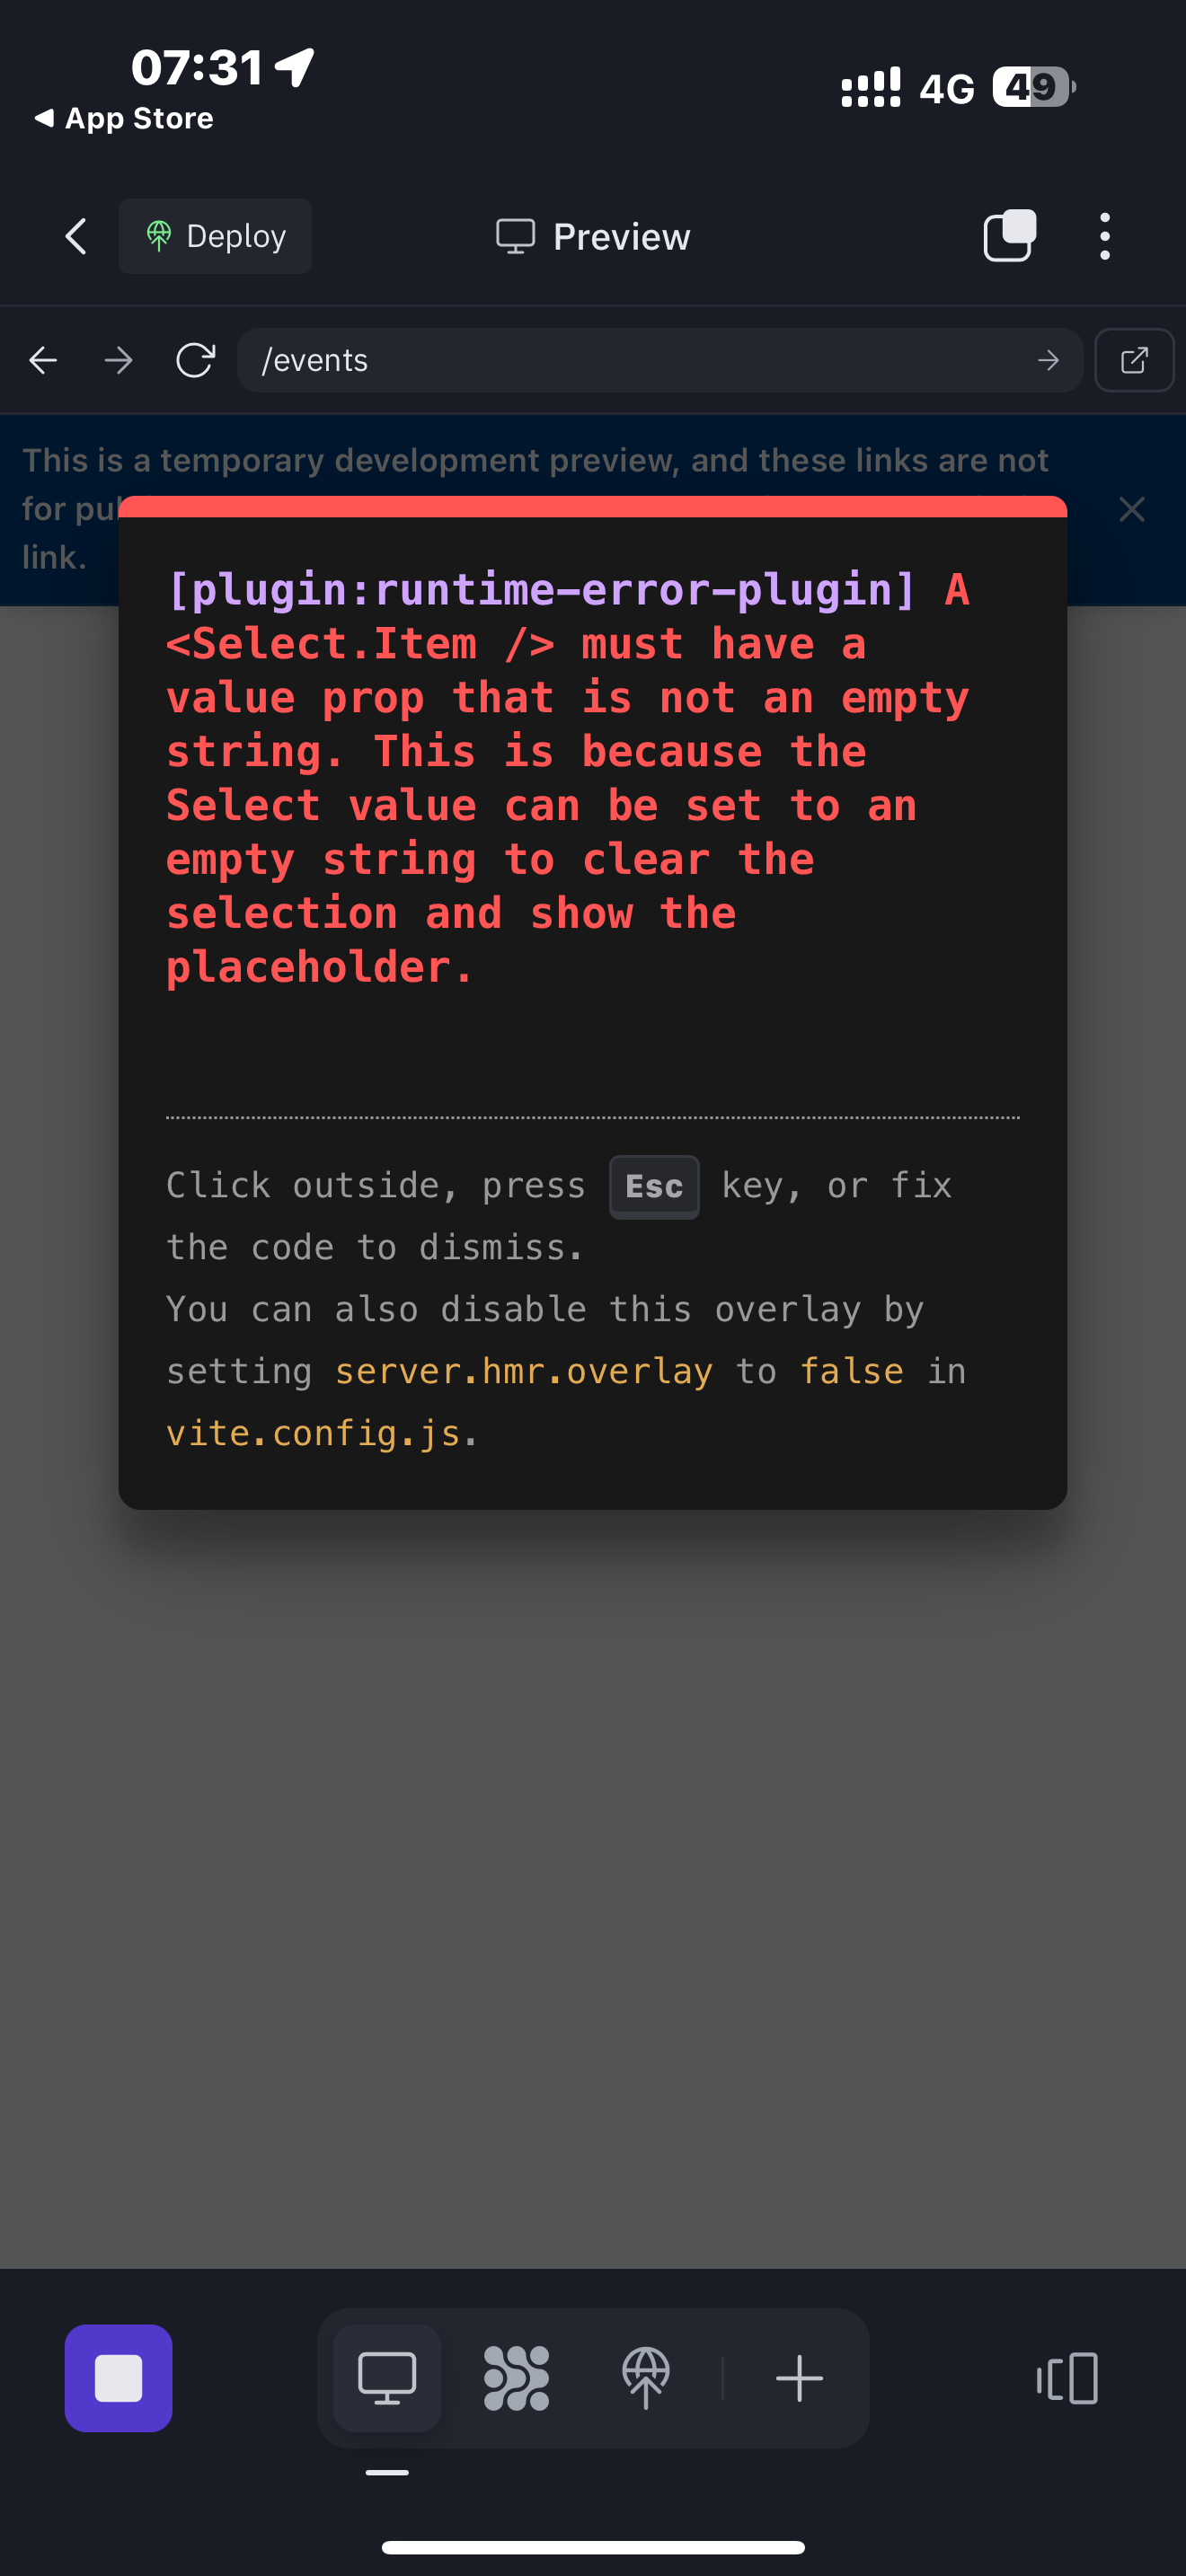 07:31
4G 49
App Store
Deploy
Preview
/events
This is a temporary development preview, and these links are not
for
link.
[plugin:runtime-error-plugin] A
<Select.Item /> must have a
value prop that is not an empty
string. This is because the
Select value can be set to an
empty string to clear the
selection and show the
placeholder.
Click outside, press Esc key, or fix
the code to dismiss.
You can also disable this overlay by
setting server.hmr.overlay to false in
vite.config.js.